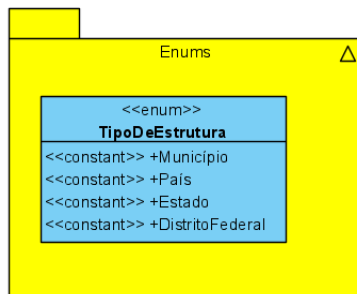 Enums
<<enum>>
TipoDeEstrutura
<<constant>> +Município
<<constant>> +País
<<constant>> +Estado
<<constant>> +DistritoFederal